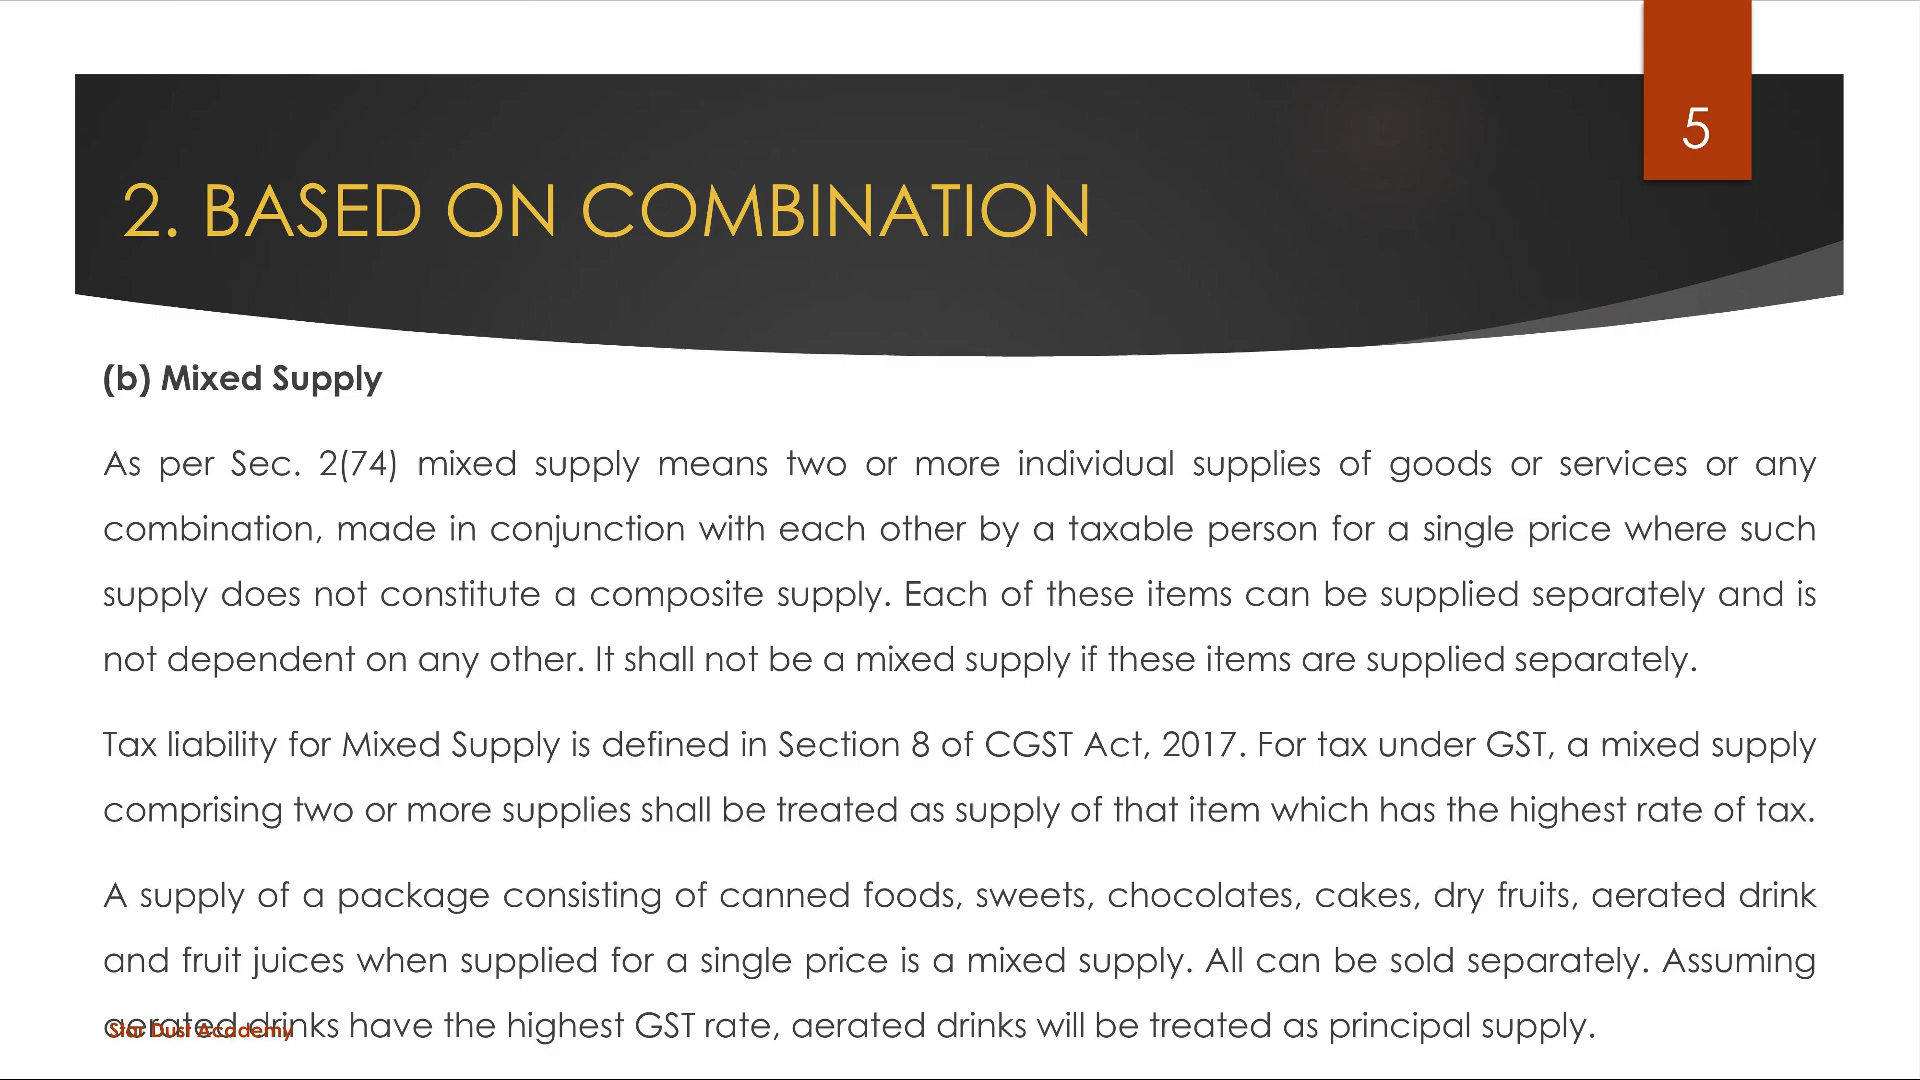 5
2. BASED ON COMBINATION
(b) Mixed Supply
As per Sec. 2(74) mixed supply means two or more individual supplies of goods or services or any
combination, made in conjunction with each other by a taxable person for a single price where such
supply does not constitute a composite supply. Each of these items can be supplied separately and is
not dependent on any other. It shall not be a mixed supply if these items are supplied separately.
Tax liability for Mixed Supply is defined in Section 8 of CGST Act, 2017. For tax under GST, a mixed supply
comprising two or more supplies shall be treated as supply of that item which has the highest rate of tax.
A supply of a package consisting of canned foods, sweets, chocolates, cakes, dry fruits, aerated drink
and fruit juices when supplied for a single price is a mixed supply. All can be sold separately. Assuming
aerated drinks have the highest GST rate, aerated drinks will be treated as principal supply.
Star Dust Academy